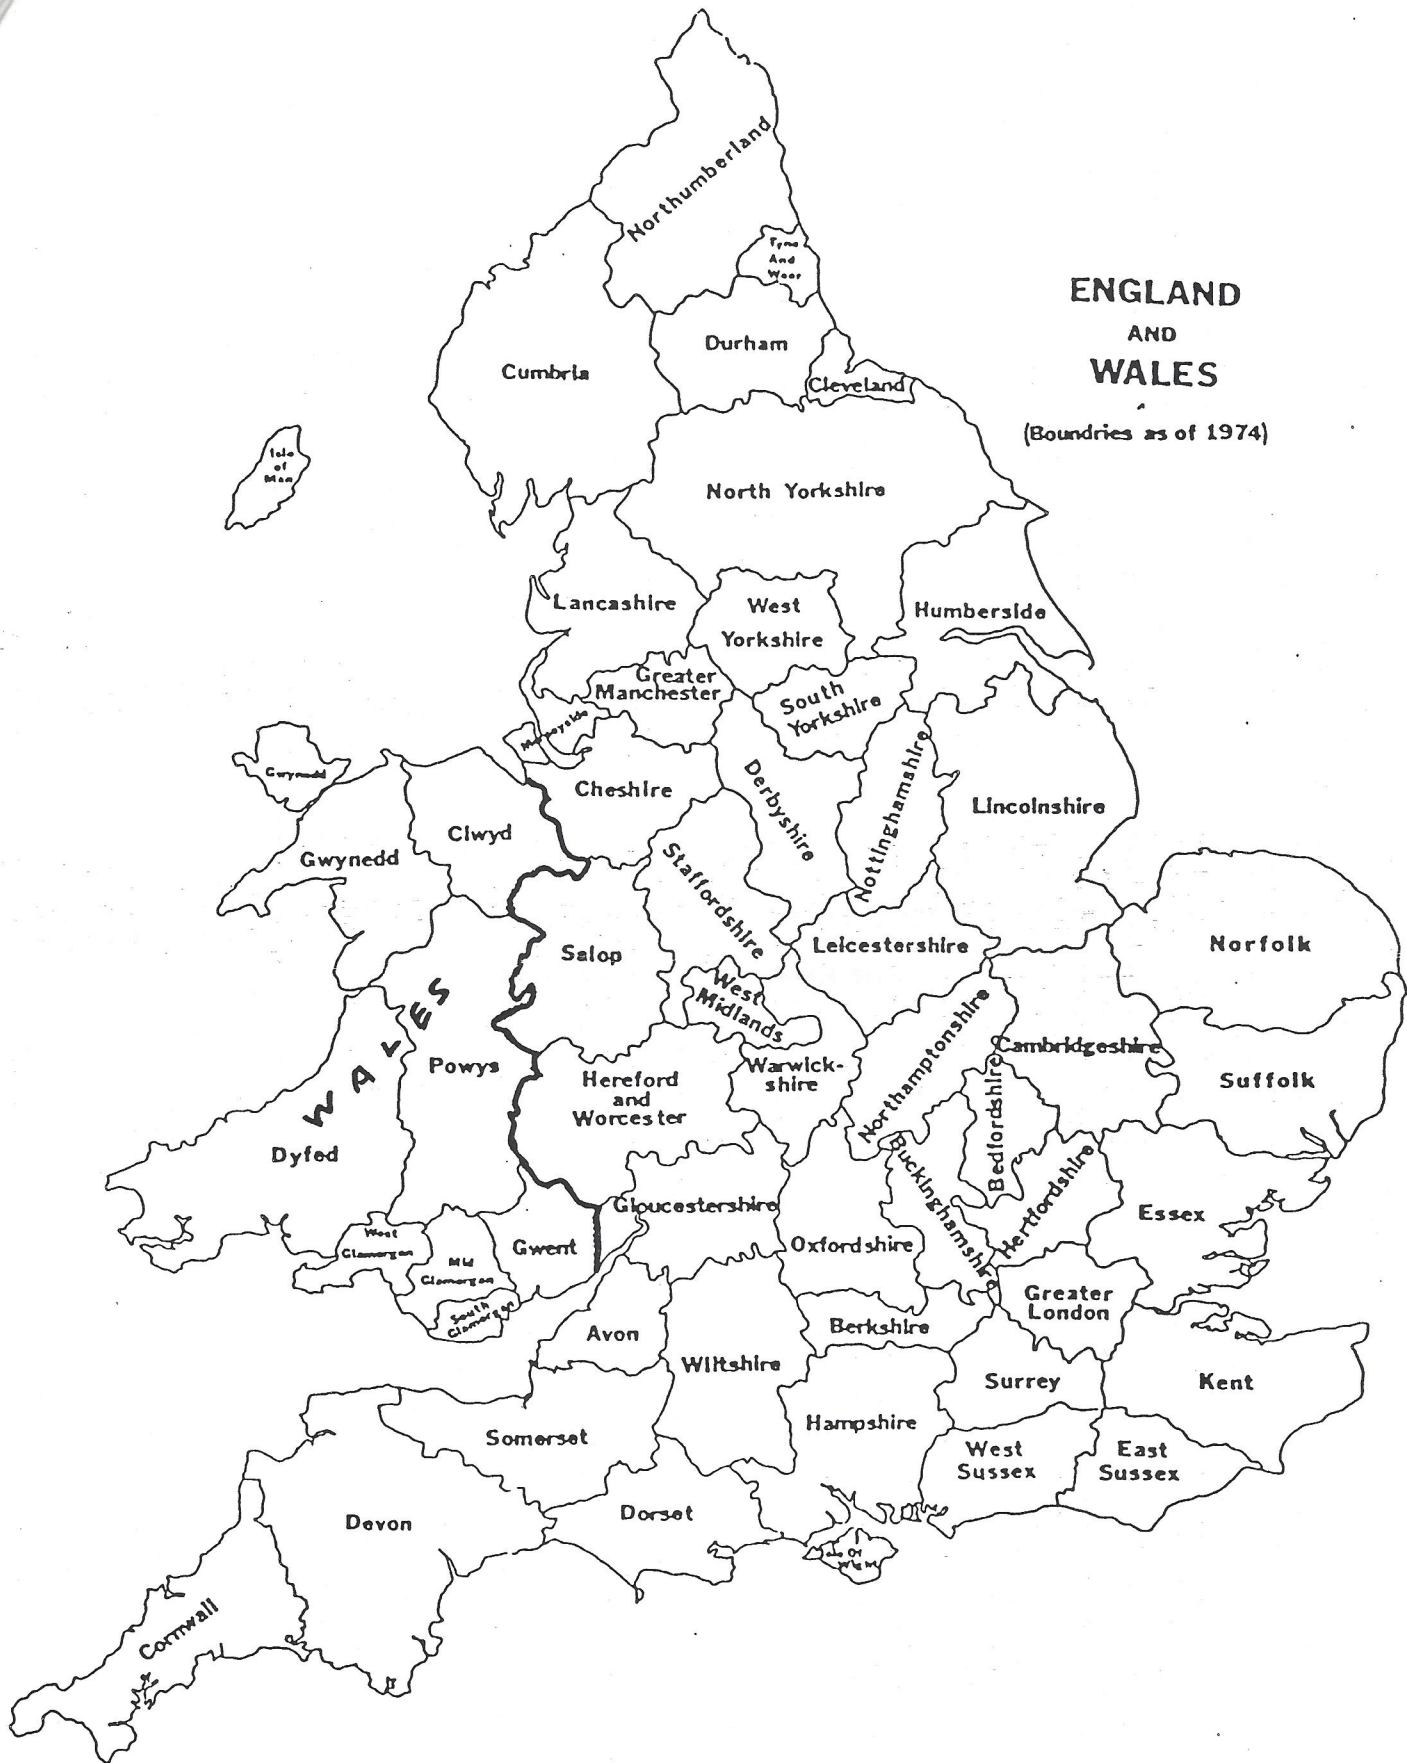 Northumberland
Tyne
And
Wear
ENGLAND
AND
WALES
(Boundries as of 1974)
Durham
Cumbria
Cleveland
Isle
of
Man
North Yorkshire
Lancashire
West
Yorkshire
Humberside
Greater
Manchester
South
Yorkshire
Merseyside
Gwynedd
Cheshire
Derbyshire
Nottinghamshire
Lincolnshire
Clwyd
Gwynedd
Staffordshire
Salop
Leicestershire
Norfolk
West
Midlands
WALES
Powys
Hereford
and
Worcester
Warwick-
shire
Northamptonshire
Cambridgeshire
Bedfordshire
Suffolk
Dyfed
Buckinghamshire
Hertfordshire
Essex
Gloucestershire
Oxfordshire
West
Glamorgan
Mid
Glamorgan
South
Glamorgan
Gwent
Greater
London
Avon
Wiltshire
Berkshire
Surrey
Kent
Somerset
Hampshire
West
Sussex
East
Sussex
Devon
Dorset
Isle Of
Wight
Cornwall